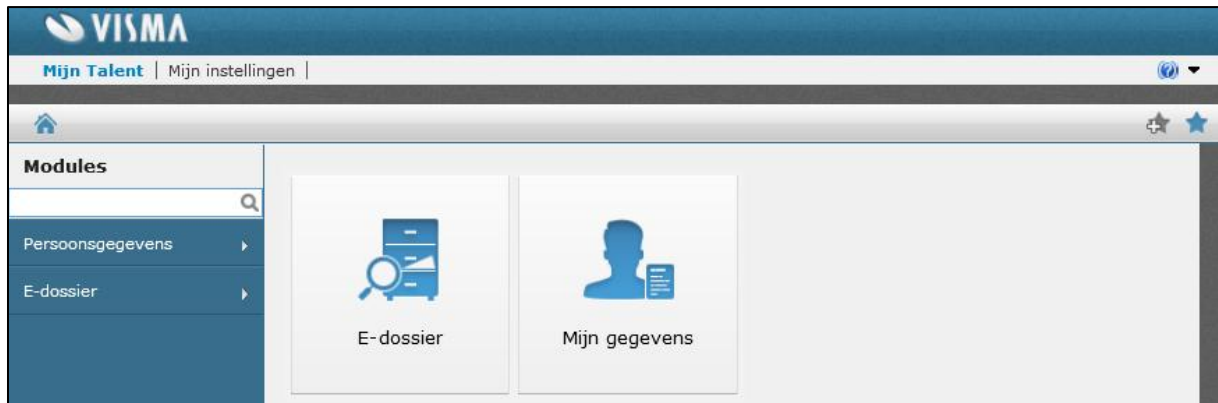 VISMA
Mijn Talent | Mijn instellingen |
Modules
Persoonsgegevens
E-dossier
E-dossier
Mijn gegevens